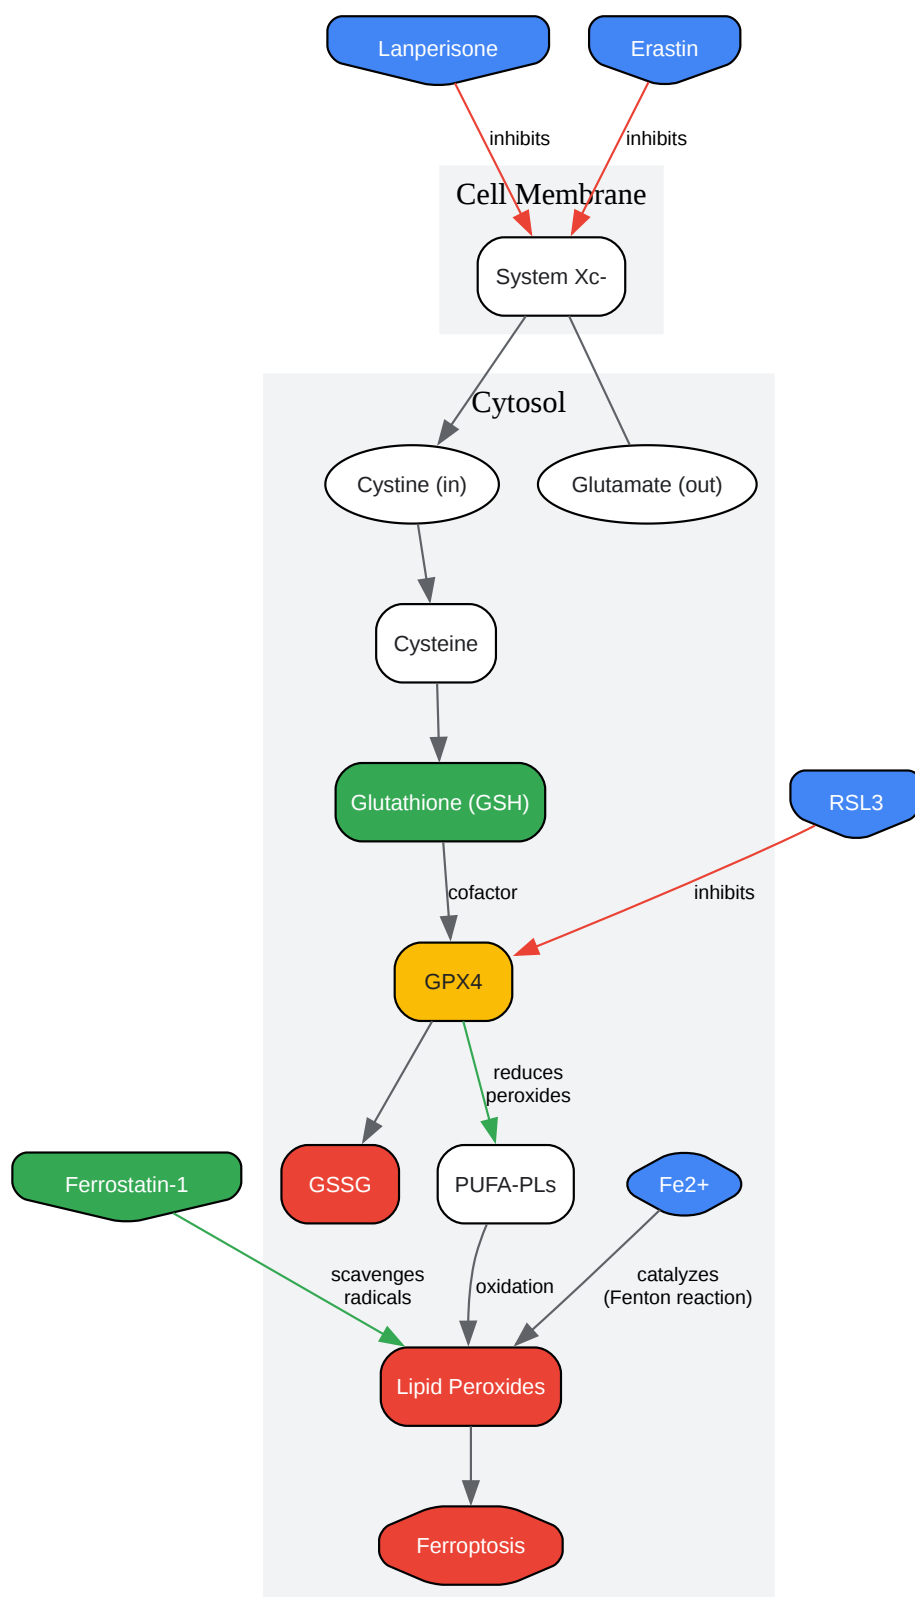 Lanperisone
Erastin
inhibits
inhibits
Cell Membrane
System Xc-
Cytosol
Cystine (in)
Glutamate (out)
Cysteine
Glutathione (GSH)
RSL3
cofactor
inhibits
GPX4
reduces
peroxides
Ferrostatin-1
GSSG
PUFA-PLs
Fe2+
scavenges
radicals
oxidation
catalyzes
(Fenton reaction)
Lipid Peroxides
Ferroptosis